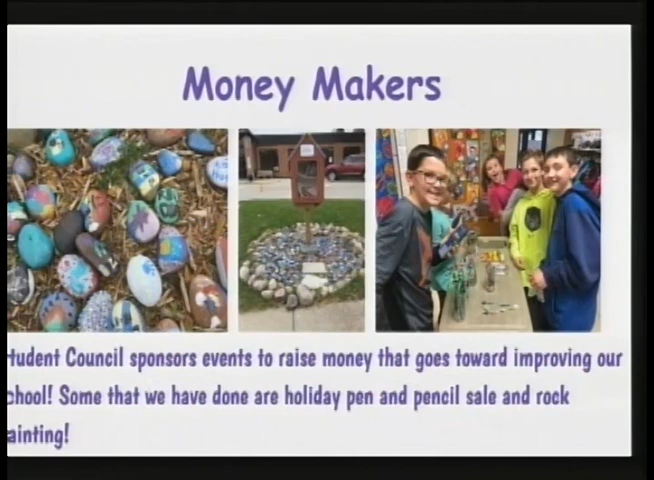 Money Makers
tudent Council sponsors events to raise money that goes toward improving our
chool! Some that we have done are holiday pen and pencil sale and rock
ainting!